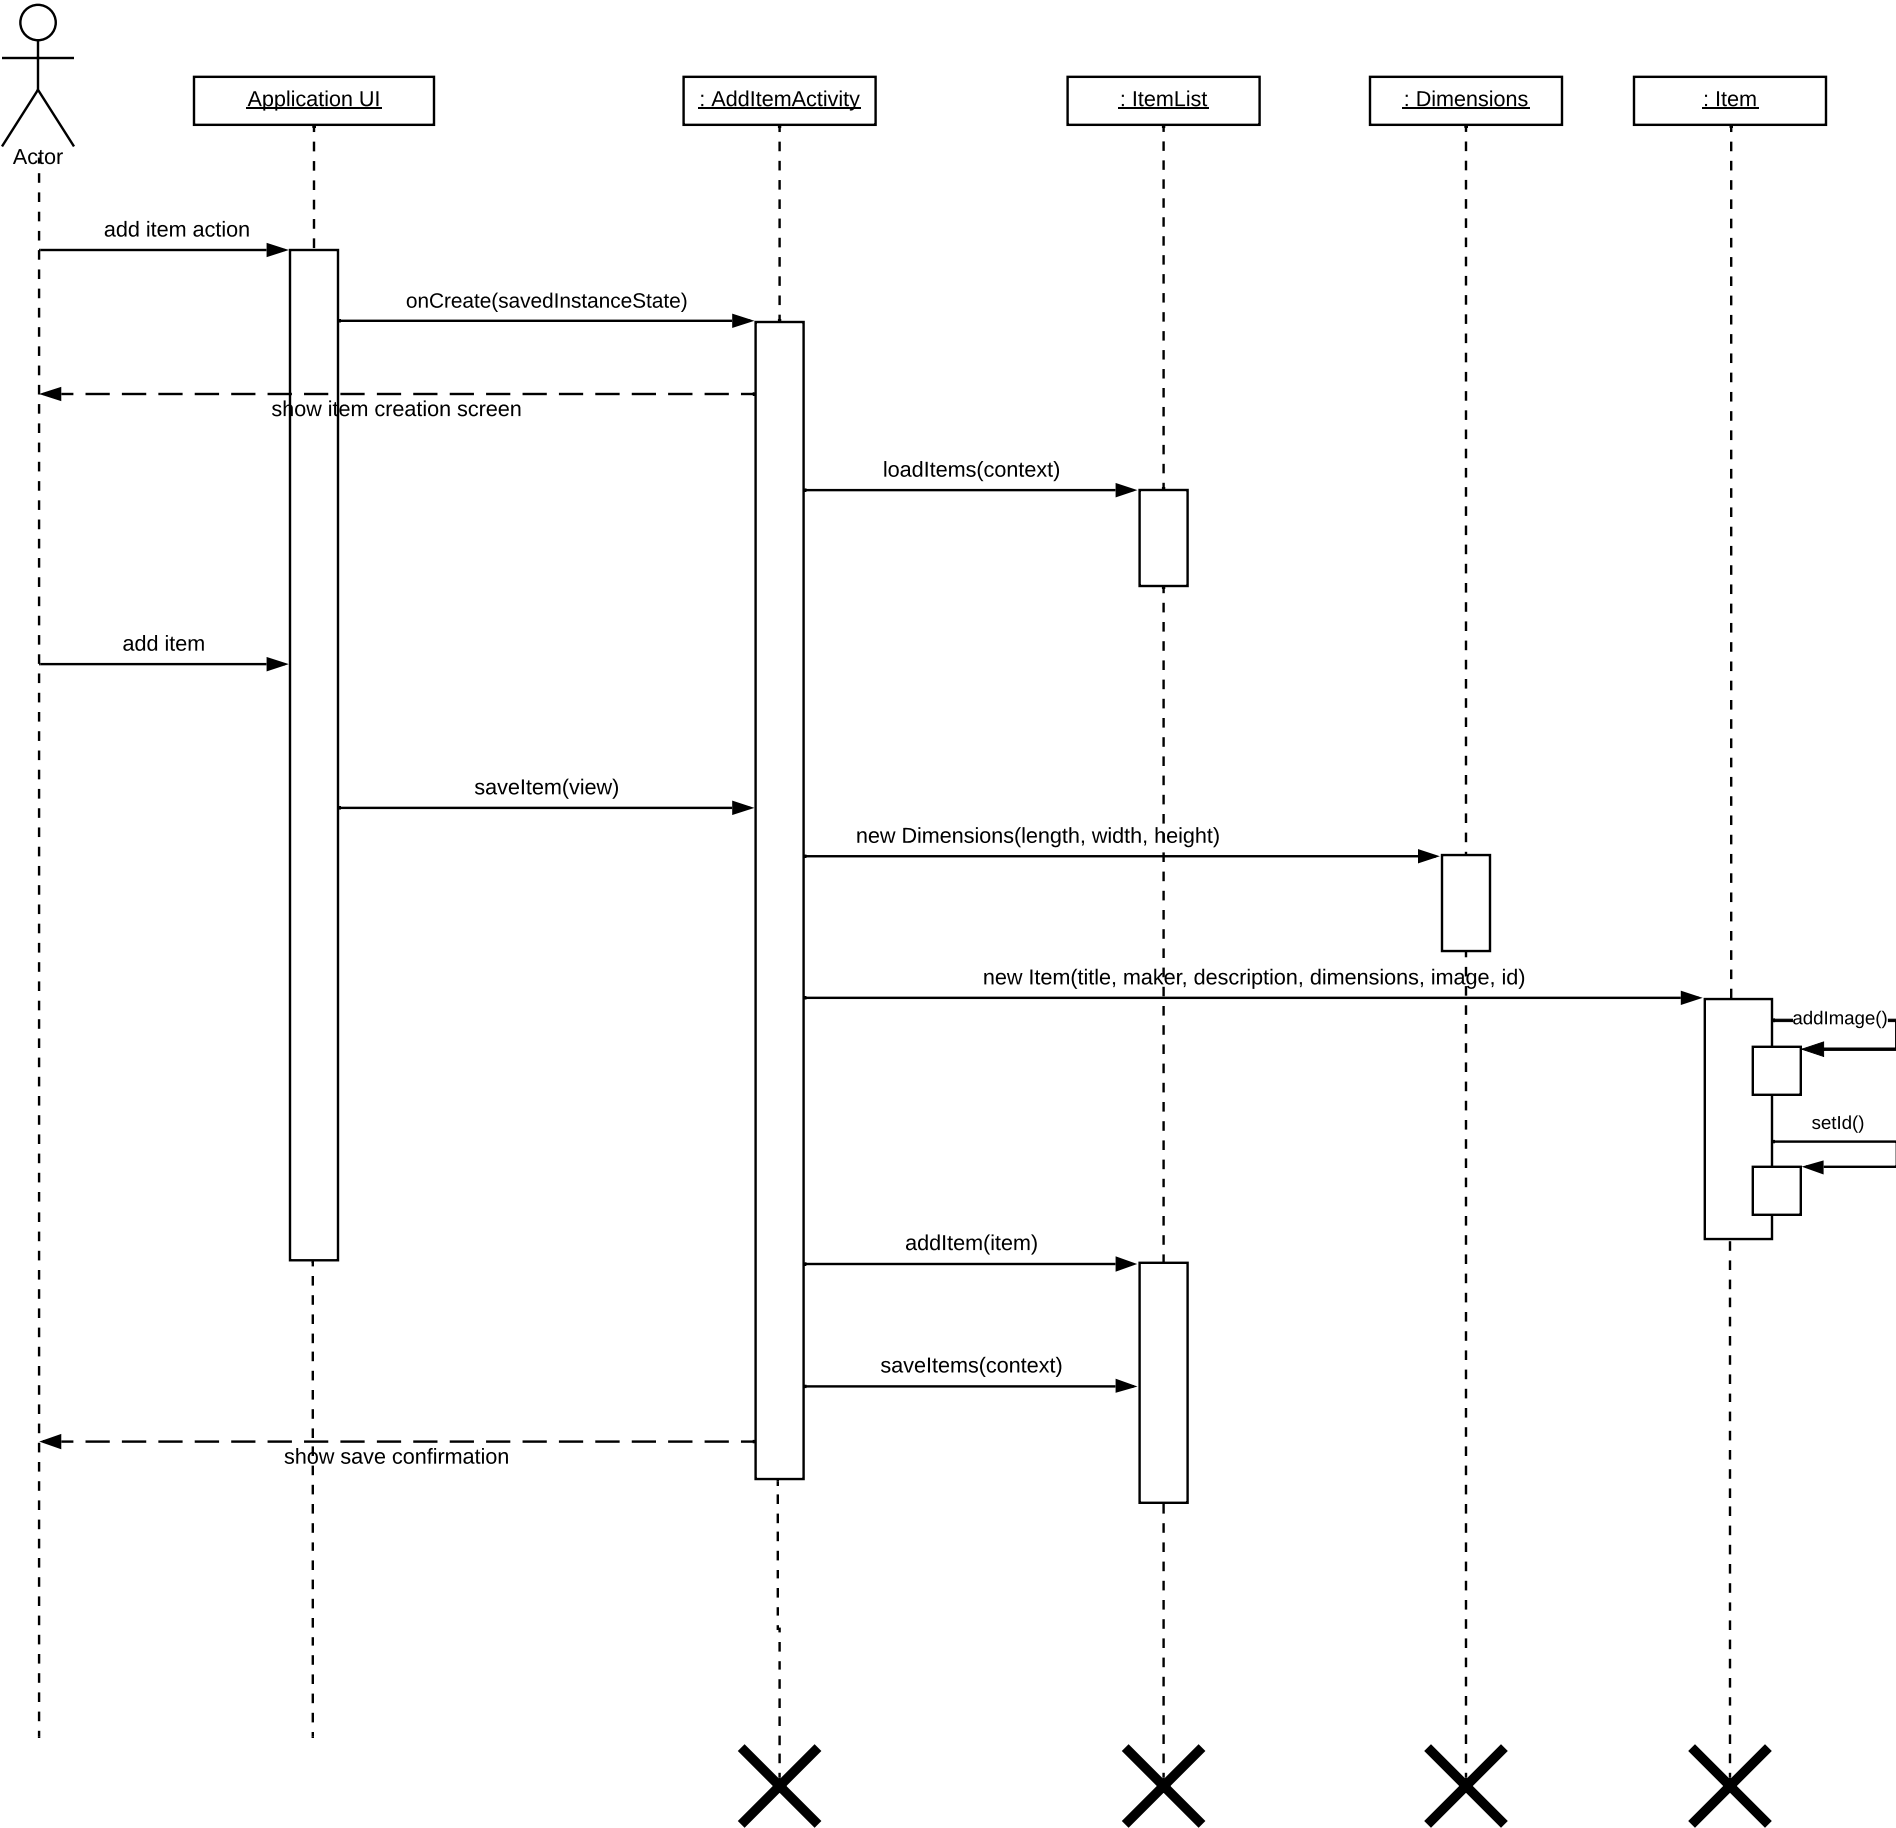 Application UI
: AddItemActivity
: ItemList
: Dimensions
: Item
Actor
add item action
onCreate(savedInstanceState)
show item creation screen
loadItems(context)
add item
saveItem(view)
new Dimensions(length, width, height)
new Item(title, maker, description, dimensions, image, id)
addImage()
setId()
addItem(item)
saveItems(context)
show save confirmation